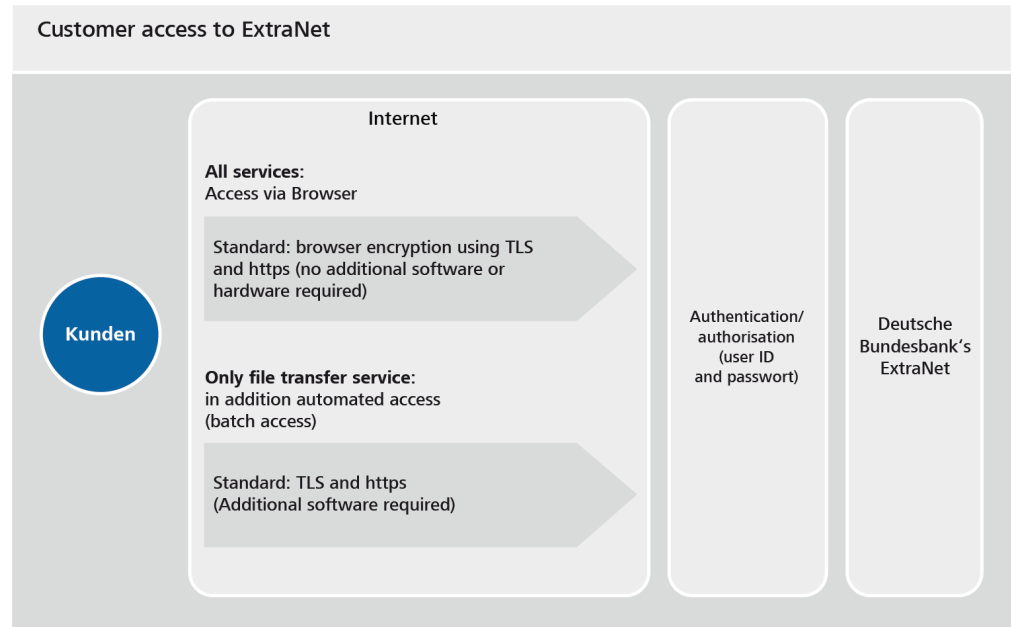 Customer access to ExtraNet
Kunden
Internet
All services:
Access via Browser
Standard: browser encryption using TLS
and https (no additional software or
hardware required)
Only file transfer service:
in addition automated access
(batch access)
Standard: TLS and https
(Additional software required)
Authentication/
authorisation
(user ID
and passwort)
Deutsche
Bundesbank‘s
ExtraNet